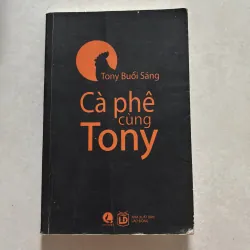 Tony Buổi Sáng
Cà phê
cùng
Tony